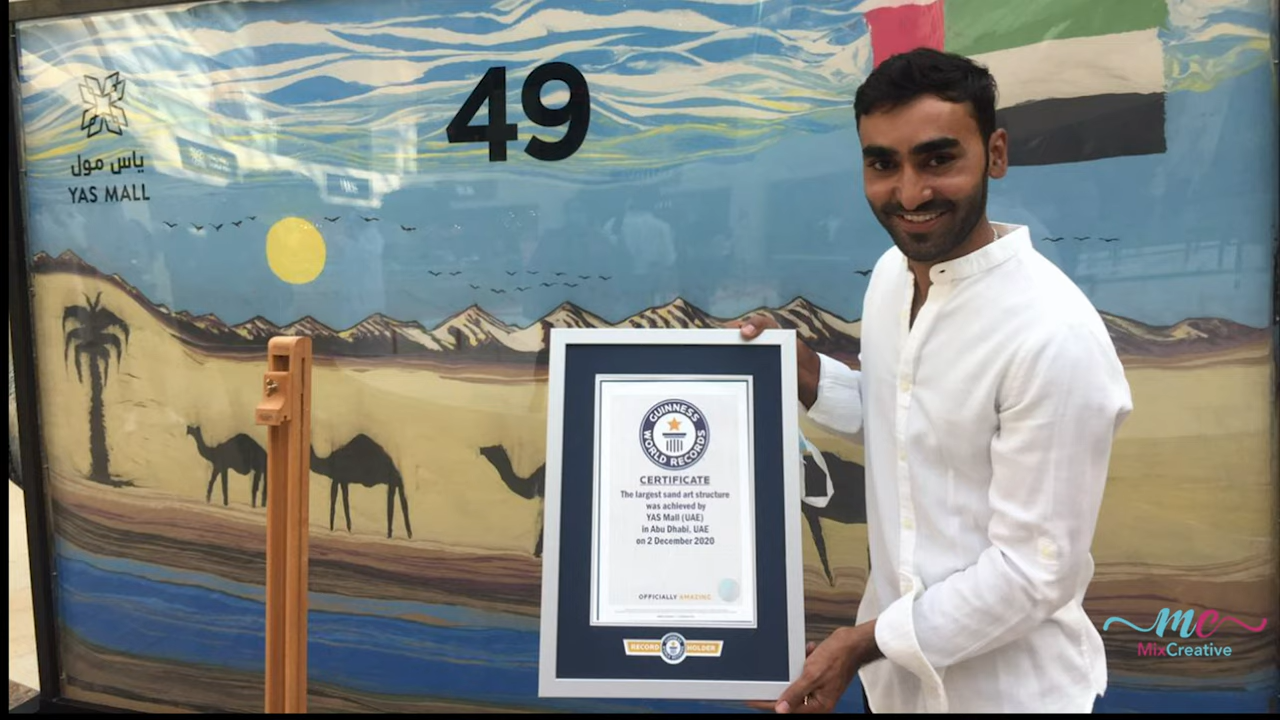 49
ياس مول
YAS MALL
GUINNESS
WORLD RECORDS
CERTIFICATE
The largest sand art structure
was achieved by
YAS Mall (UAE)
in Abu Dhabi, UAE
on 2 December 2020
OFFICIALLY AMAZING
RECORD HOLDER
mc
MixCreative